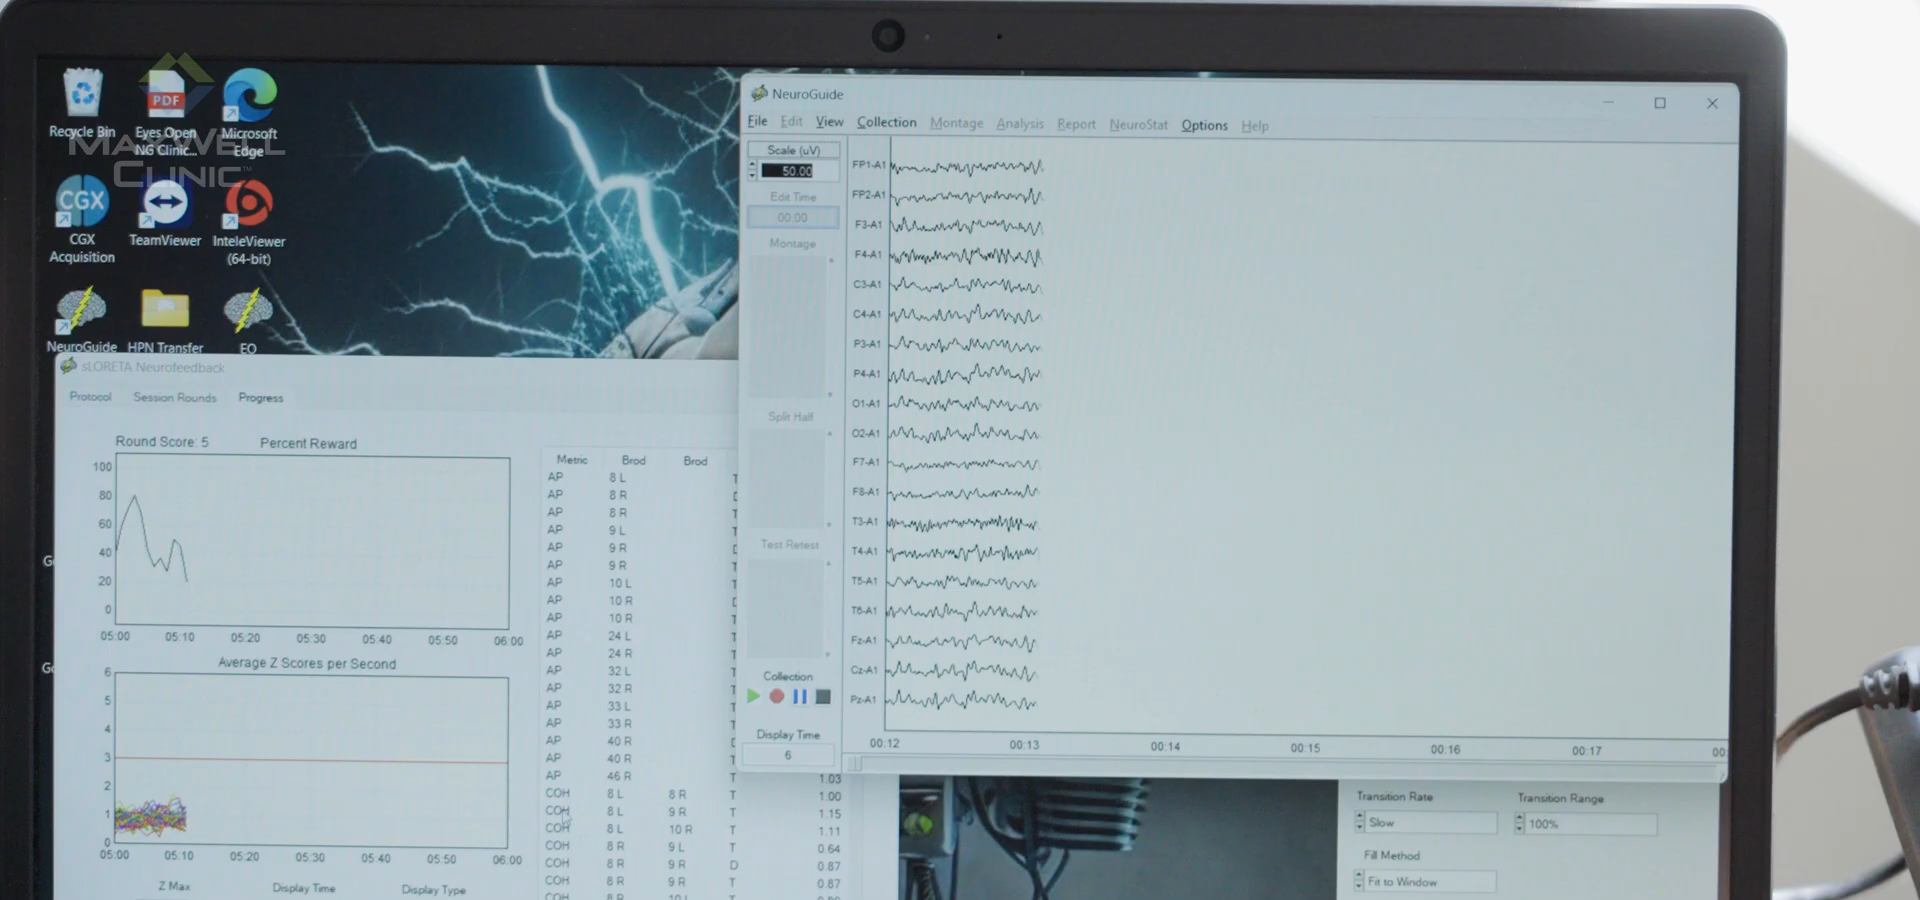 MAXWELL
CLINIC™
Recycle Bin
PDF
Eyes Open
NG Clinic...
Microsoft
Edge
CGX
CGX
Acquisition
TeamViewer
InteleViewer
(64-bit)
NeuroGuide
HPN Transfer
EO
NeuroGuide
File Edit View Collection Montage Analysis Report NeuroStat Options Help
Scale (uV)
50.00
Edit Time
00:00
Montage
Split Half
Test Retest
Collection
Display Time
6
FP1-A1
FP2-A1
F3-A1
F4-A1
C3-A1
C4-A1
P3-A1
P4-A1
O1-A1
O2-A1
F7-A1
F8-A1
T3-A1
T4-A1
T5-A1
T6-A1
Fz-A1
Cz-A1
Pz-A1
00:12 00:13 00:14 00:15 00:16 00:17 00:
sLORETA Neurofeedback
Protocol Session Rounds Progress
Round Score: 5 Percent Reward
100
80
60
40
20
0
05:00 05:10 05:20 05:30 05:40 05:50 06:00
Average Z Scores per Second
6
5
4
3
2
1
0
05:00 05:10 05:20 05:30 05:40 05:50 06:00
Z Max Display Time Display Type
Metric Brod Brod
AP 8 L T
AP 8 R
AP 8 R T
AP 9 L T
AP 9 R
AP 9 R T
AP 10 L T
AP 10 R
AP 10 R T
AP 24 L T
AP 24 R T
AP 32 L T
AP 32 R T
AP 33 L T
AP 33 R T
AP 40 R
AP 40 R T
AP 46 R T 1.03
COH 8 L 8 R T 1.00
COH 8 L 9 R T 1.15
COH 8 L 10 R T 1.11
COH 8 R 9 L T 0.64
COH 8 R 9 R D 0.87
COH 8 R 9 R T 0.87
COH 8 R 10 L
Transition Rate
Slow
Transition Range
100%
Fill Method
Fit to Window